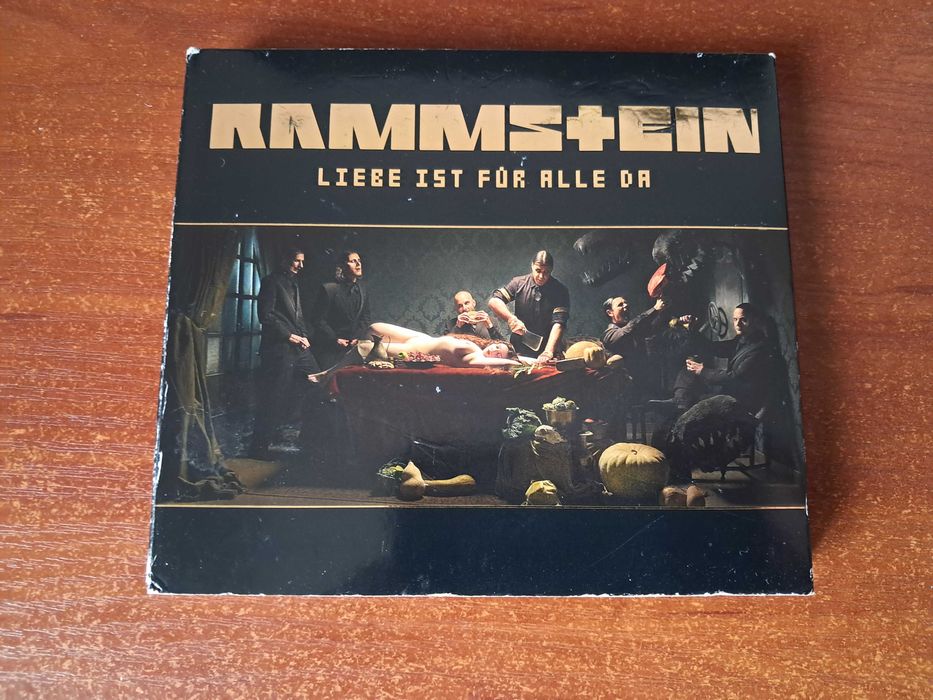 RAMMSTEIN
LIEBE IST FÜR ALLE DA